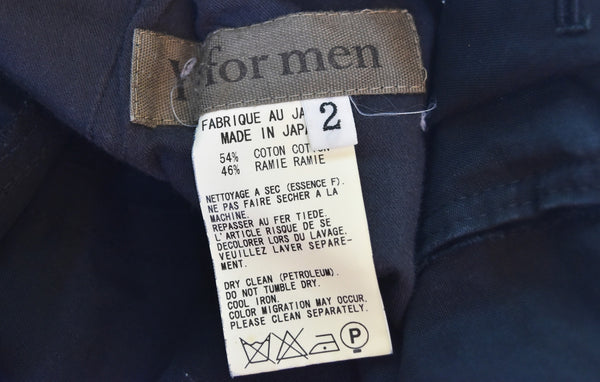 for men
2
FABRIQUE AU JA
MADE IN JAP
54% COTON COTTON
46% RAMIE RAMIE
NETTOYAGE A SEC (ESSENCE F).
NE PAS FAIRE SECHER A LA
MACHINE.
REPASSER AU FER TIEDE.
L'ARTICLE RISQUE DE SE
DECOLORER LORS DU LAVAGE.
VEUILLEZ LAVER SEPARE-
MENT.
DRY CLEAN (PETROLEUM).
DO NOT TUMBLE DRY.
COOL IRON.
COLOR MIGRATION MAY OCCUR.
PLEASE CLEAN SEPARATELY.
P